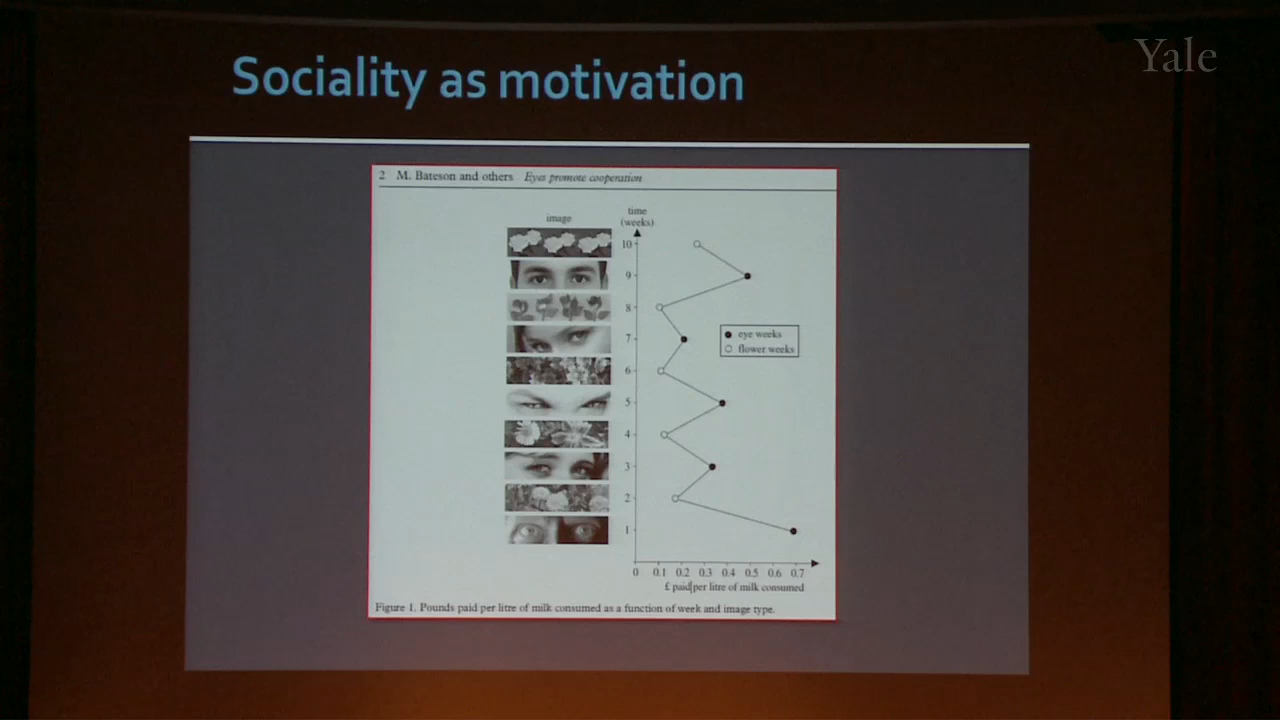 Yale
Sociality as motivation
2 M. Bateson and others Eyes promote cooperation
image
time
(weeks)
10
9
8
7
6
5
4
3
2
1
eye weeks
flower weeks
0 0.1 0.2 0.3 0.4 0.5 0.6 0.7
£ paid per litre of milk consumed
Figure 1. Pounds paid per litre of milk consumed as a function of week and image type.